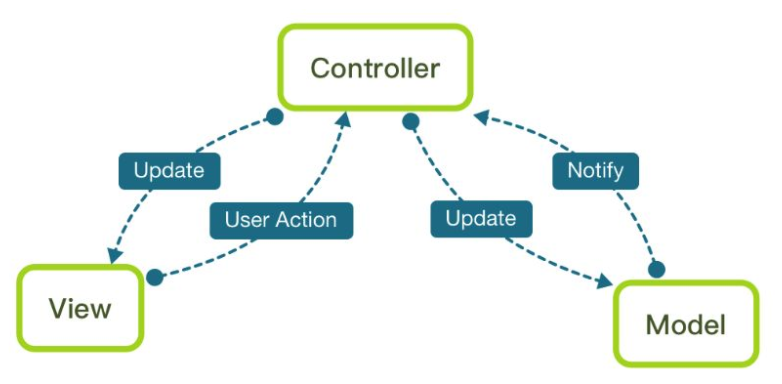 Controller
Update
Notify
User Action
Update
View
Model